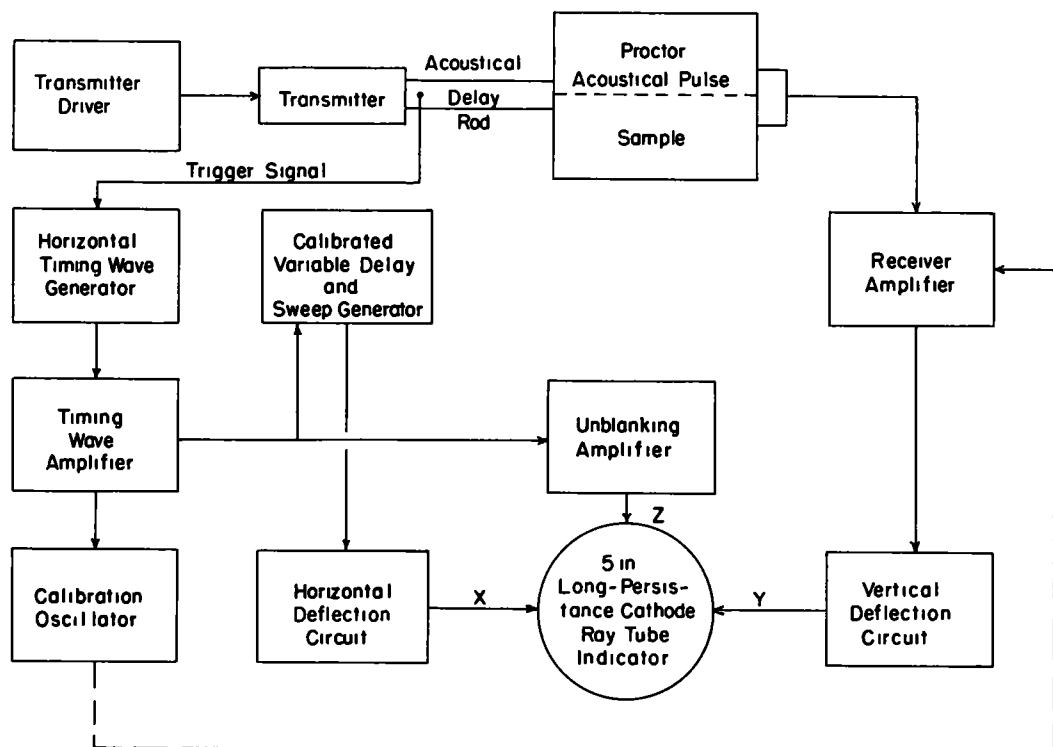 Transmitter
Driver
Transmitter
Acoustical
Delay
Rod
Proctor
Acoustical Pulse
Sample
Trigger Signal
Horizontal
Timing Wave
Generator
Calibrated
Variable Delay
and
Sweep Generator
Receiver
Amplifier
Timing
Wave
Amplifier
Unblanking
Amplifier
Z
Calibration
Oscillator
Horizontal
Deflection
Circuit
X
5 in
Long-Persis-
tance Cathode
Ray Tube
Indicator
Y
Vertical
Deflection
Circuit